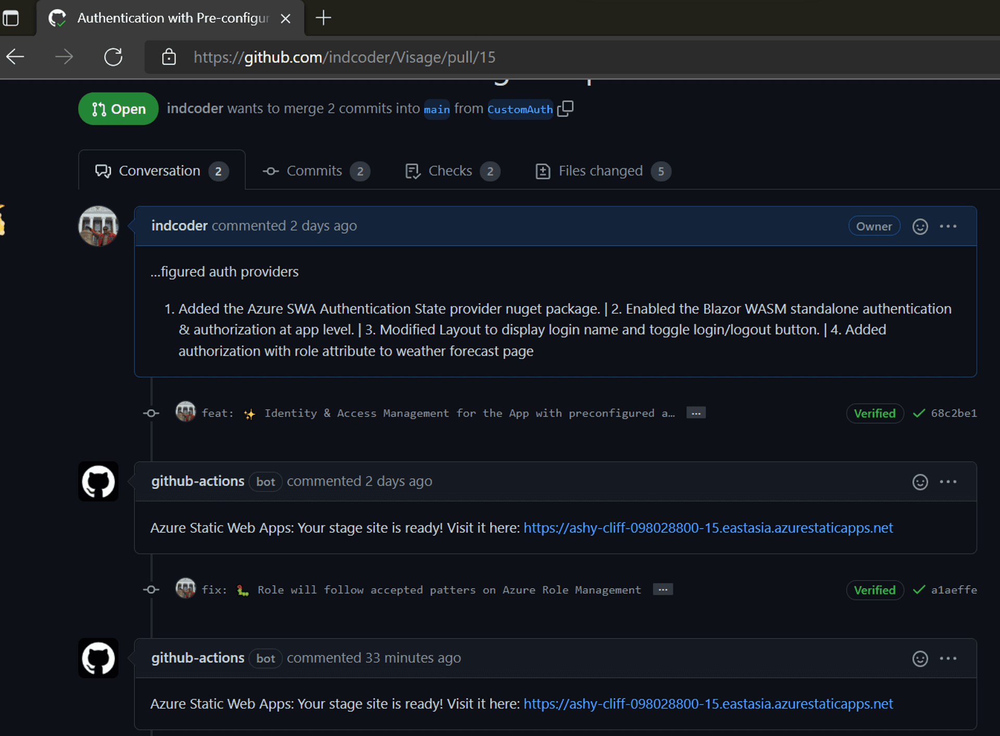 Authentication with Pre-configur
https://github.com/indcoder/Visage/pull/15
Open indcoder wants to merge 2 commits into main from CustomAuth
Conversation 2 Commits 2 Checks 2 Files changed 5
indcoder commented 2 days ago Owner
...figured auth providers
1. Added the Azure SWA Authentication State provider nuget package. | 2. Enabled the Blazor WASM standalone authentication
& authorization at app level. | 3. Modified Layout to display login name and toggle login/logout button. | 4. Added
authorization with role attribute to weather forecast page
feat: ✨ Identity & Access Management for the App with preconfigured a… ... Verified 68c2be1
github-actions bot commented 2 days ago
Azure Static Web Apps: Your stage site is ready! Visit it here: https://ashy-cliff-098028800-15.eastasia.azurestaticapps.net
fix: 🐛 Role will follow accepted patters on Azure Role Management ... Verified a1aeffe
github-actions bot commented 33 minutes ago
Azure Static Web Apps: Your stage site is ready! Visit it here: https://ashy-cliff-098028800-15.eastasia.azurestaticapps.net